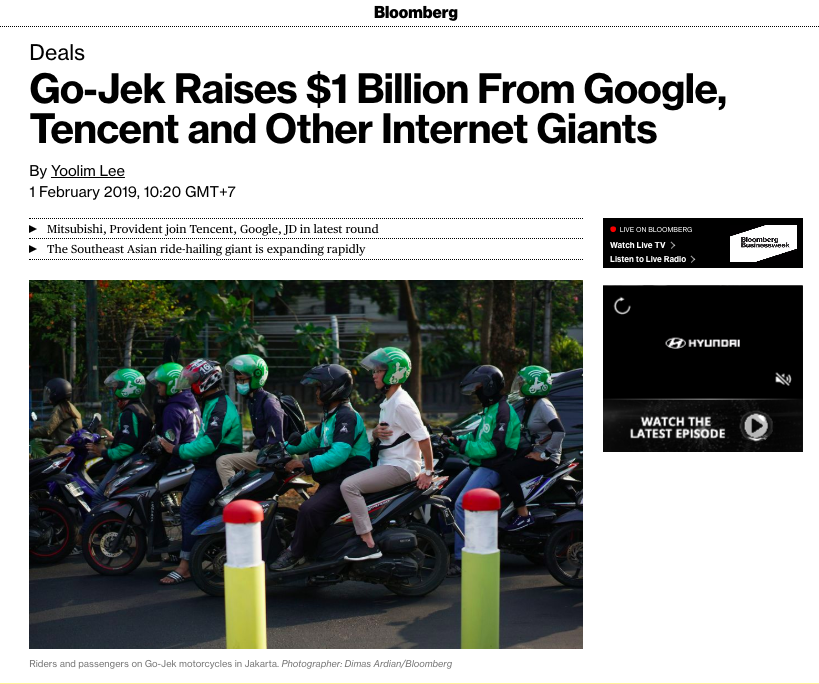 Bloomberg
Deals
Go-Jek Raises $1 Billion From Google,
Tencent and Other Internet Giants
By Yoolim Lee
1 February 2019, 10:20 GMT+7
Mitsubishi, Provident join Tencent, Google, JD in latest round
The Southeast Asian ride-hailing giant is expanding rapidly
LIVE ON BLOOMBERG
Watch Live TV
Listen to Live Radio
Bloomberg
Businessweek
HYUNDAI
WATCH THE
LATEST EPISODE
Riders and passengers on Go-Jek motorcycles in Jakarta. Photographer: Dimas Ardian/Bloomberg